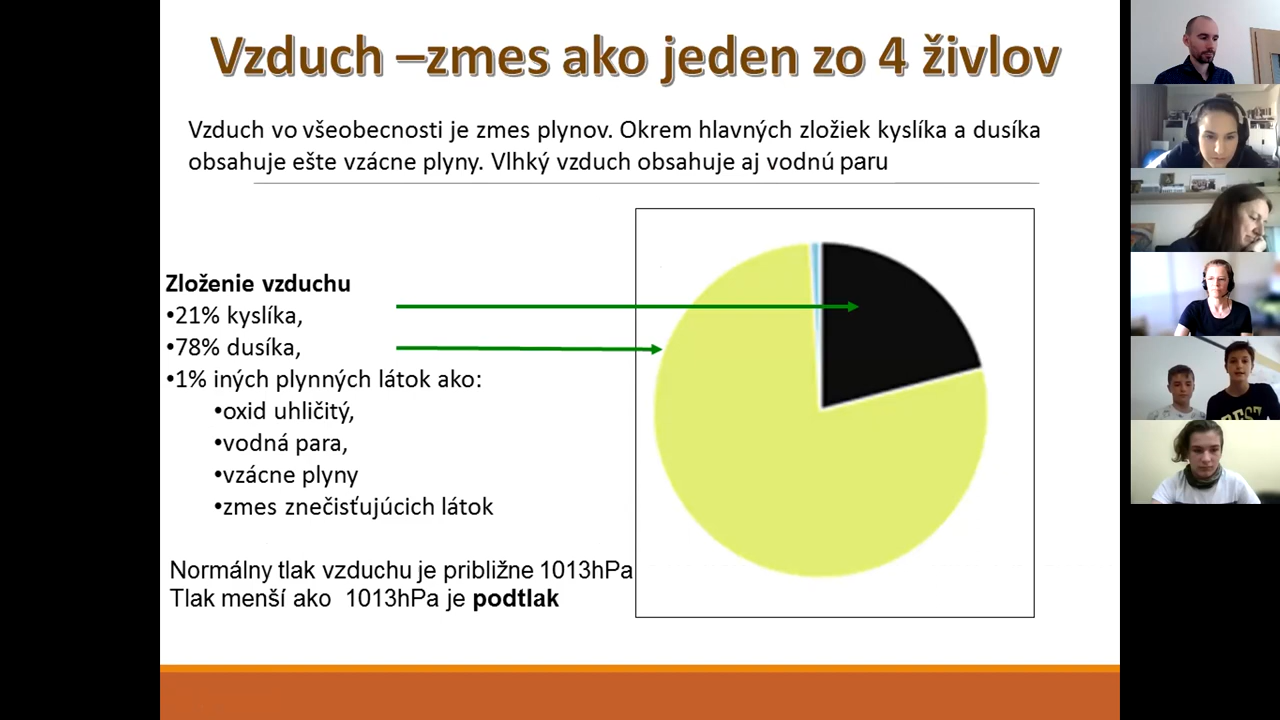 Vzduch –zmes ako jeden zo 4 živlov
Vzduch vo všeobecnosti je zmes plynov. Okrem hlavných zložiek kyslíka a dusíka
obsahuje ešte vzácne plyny. Vlhký vzduch obsahuje aj vodnú paru
Zloženie vzduchu
•21% kyslíka,
•78% dusíka,
•1% iných plynných látok ako:
•oxid uhličitý,
•vodná para,
•vzácne plyny
•zmes znečisťujúcich látok
Normálny tlak vzduchu je približne 1013hPa
Tlak menší ako 1013hPa je podtlak